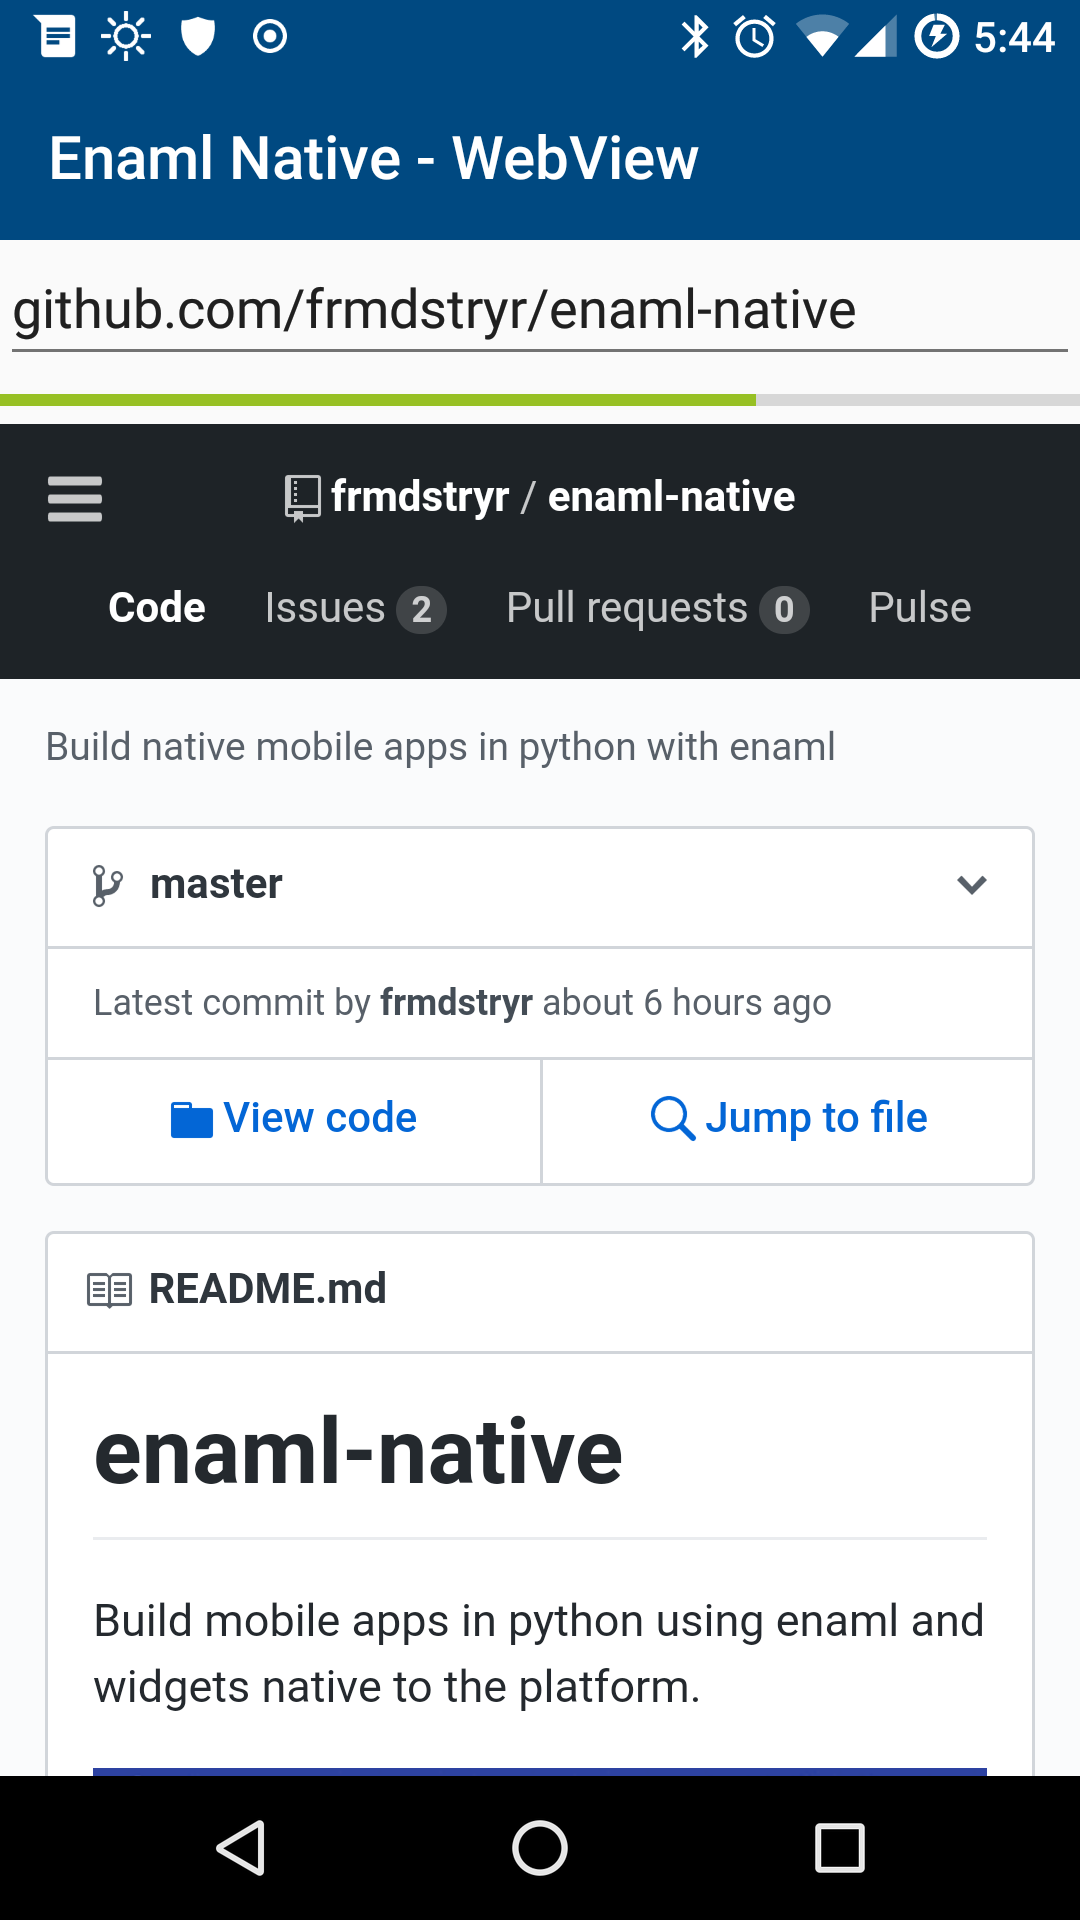 5:44
Enaml Native - WebView
github.com/frmdstryr/enaml-native
frmdstryr / enaml-native
Code Issues 2 Pull requests 0 Pulse
Build native mobile apps in python with enaml
master
Latest commit by frmdstryr about 6 hours ago
View code Jump to file
README.md
enaml-native
Build mobile apps in python using enaml and
widgets native to the platform.